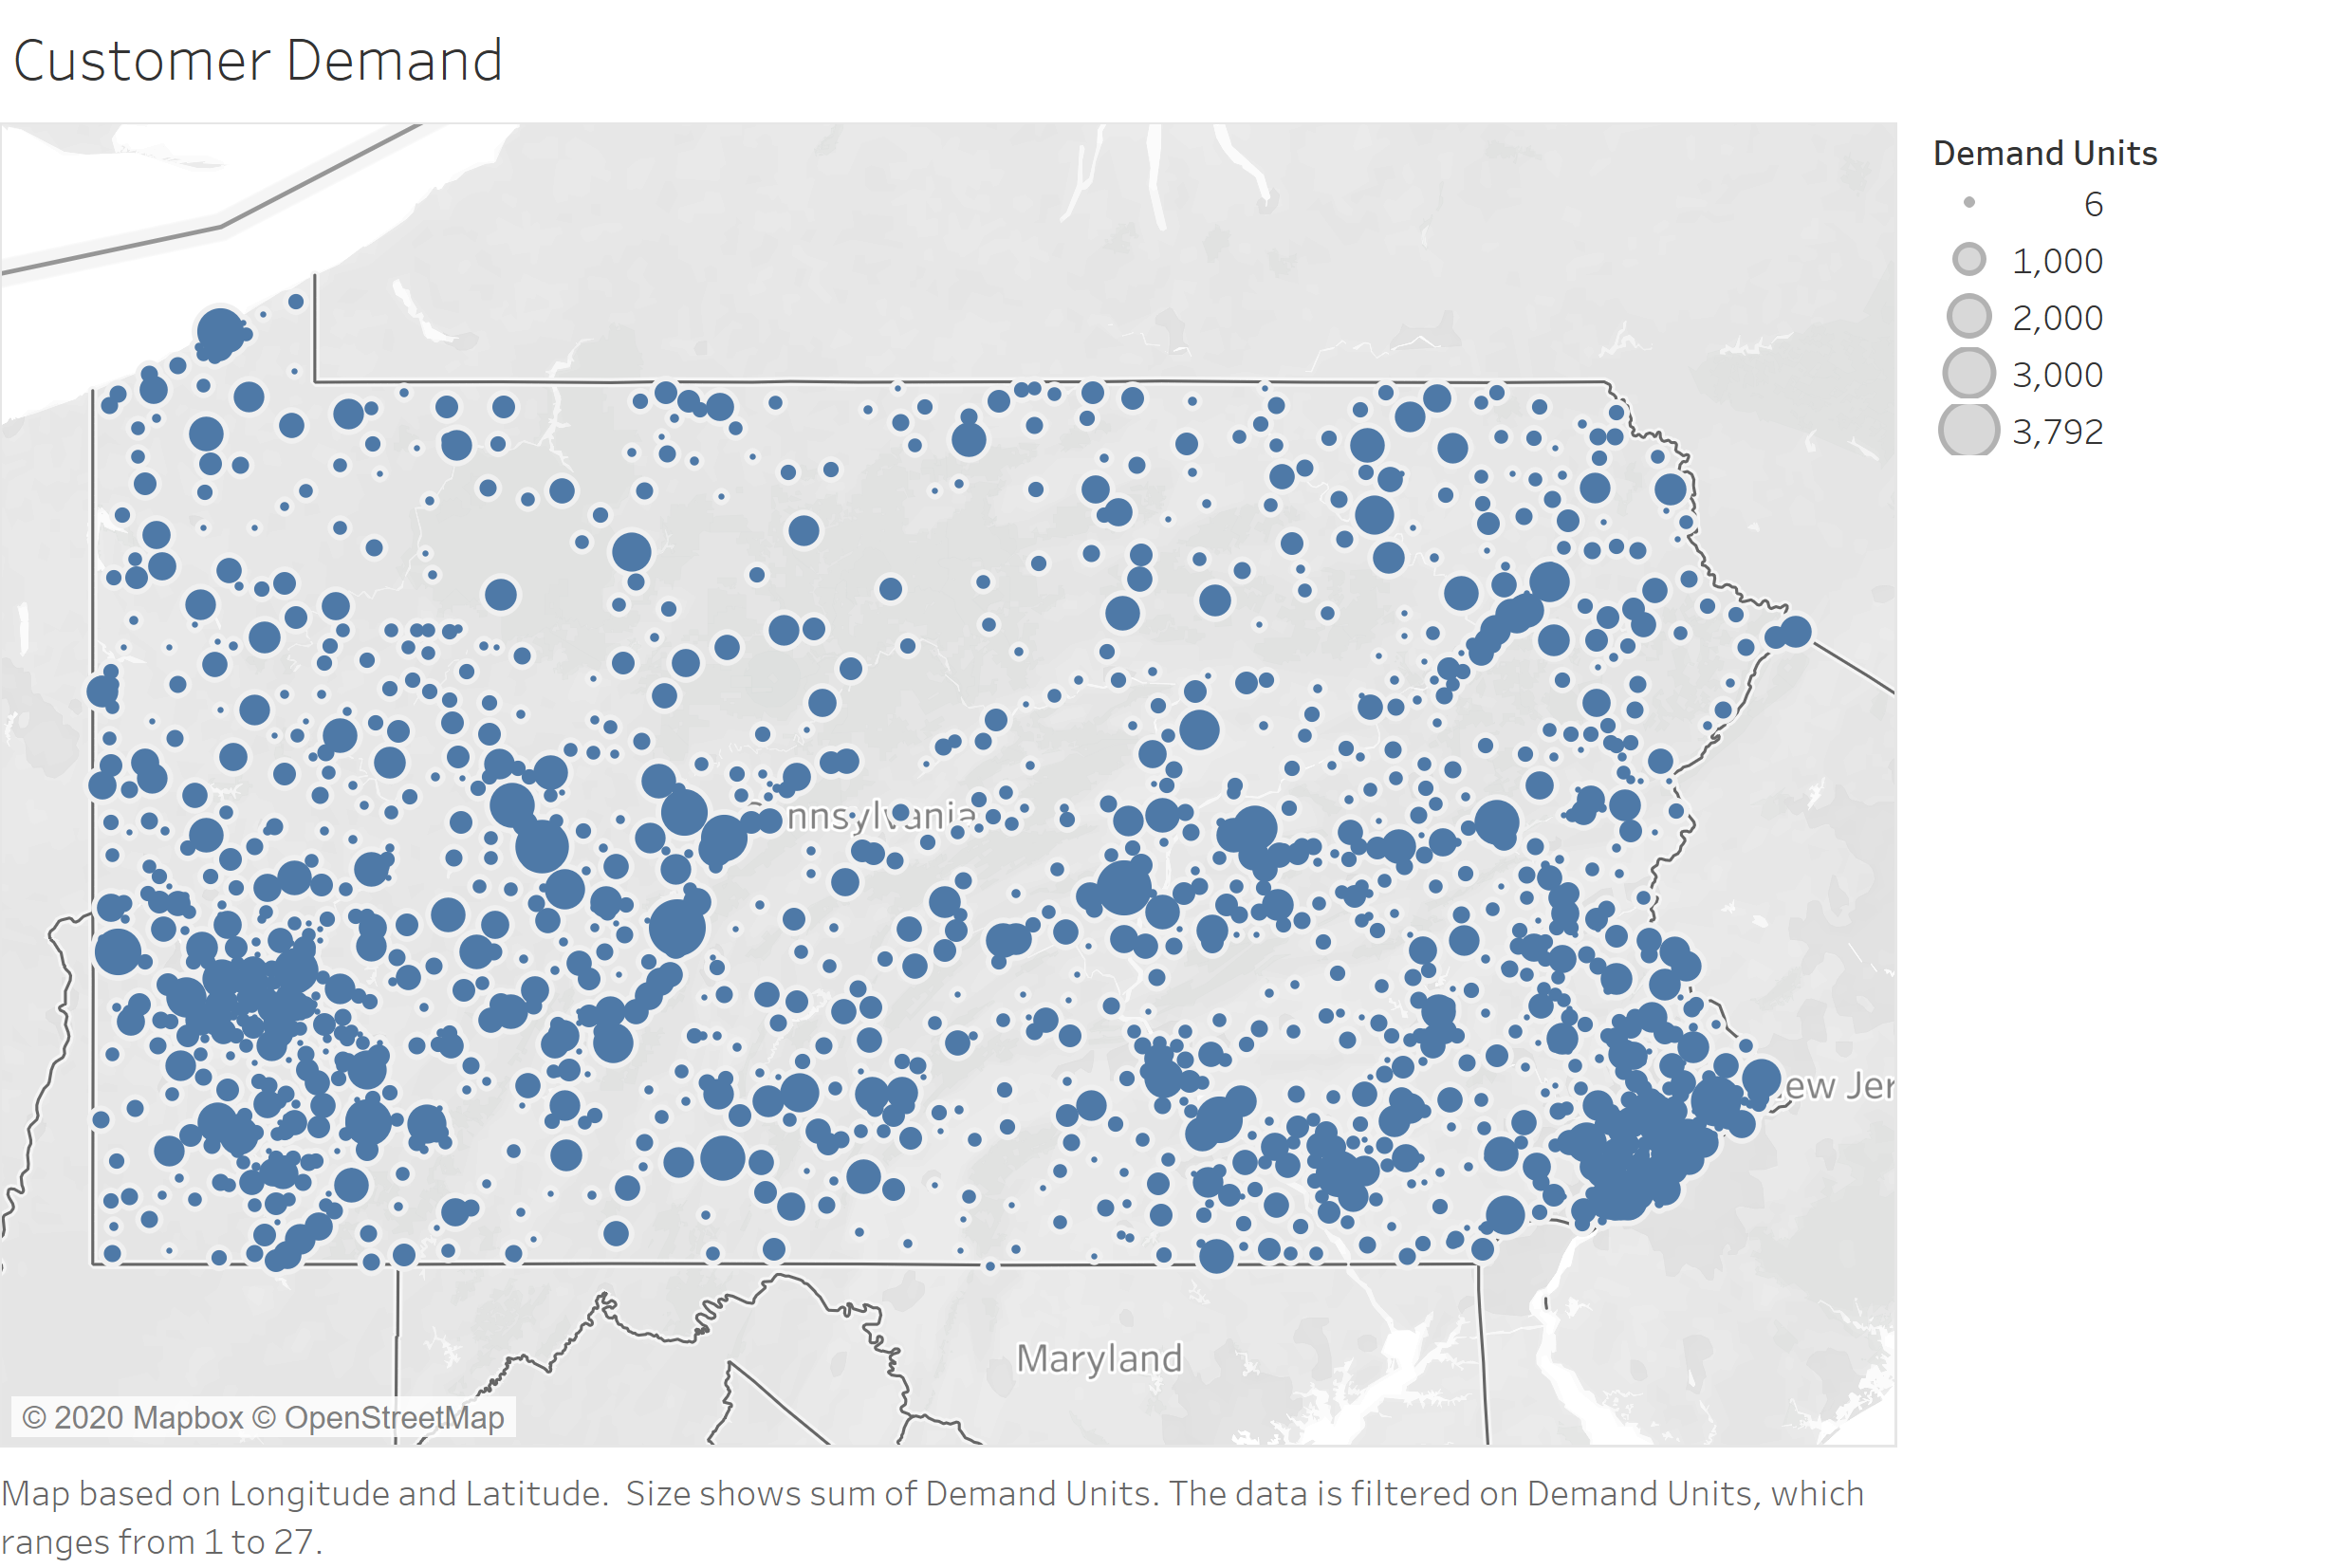 Customer Demand
Demand Units
6
1,000
2,000
3,000
3,792
nnsylvania
ew Jer
Maryland
© 2020 Mapbox © OpenStreetMap
Map based on Longitude and Latitude.  Size shows sum of Demand Units. The data is filtered on Demand Units, which
ranges from 1 to 27.